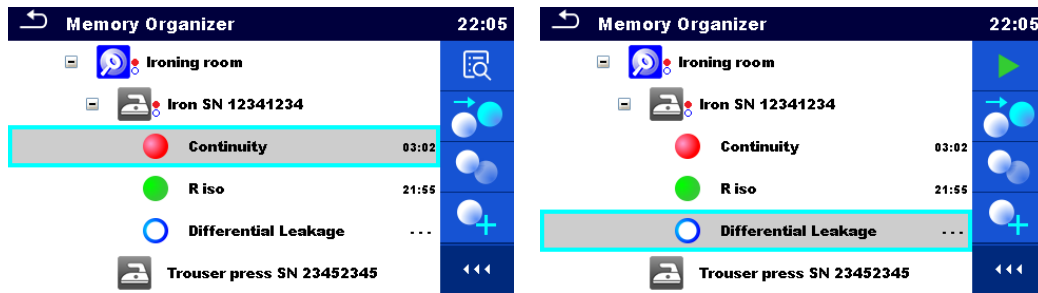 Memory Organizer 22:05
Ironing room
Iron SN 12341234
Continuity 03:02
R iso 21:55
Differential Leakage ---
Trouser press SN 23452345
Memory Organizer 22:05
Ironing room
Iron SN 12341234
Continuity 03:02
R iso 21:55
Differential Leakage ---
Trouser press SN 23452345